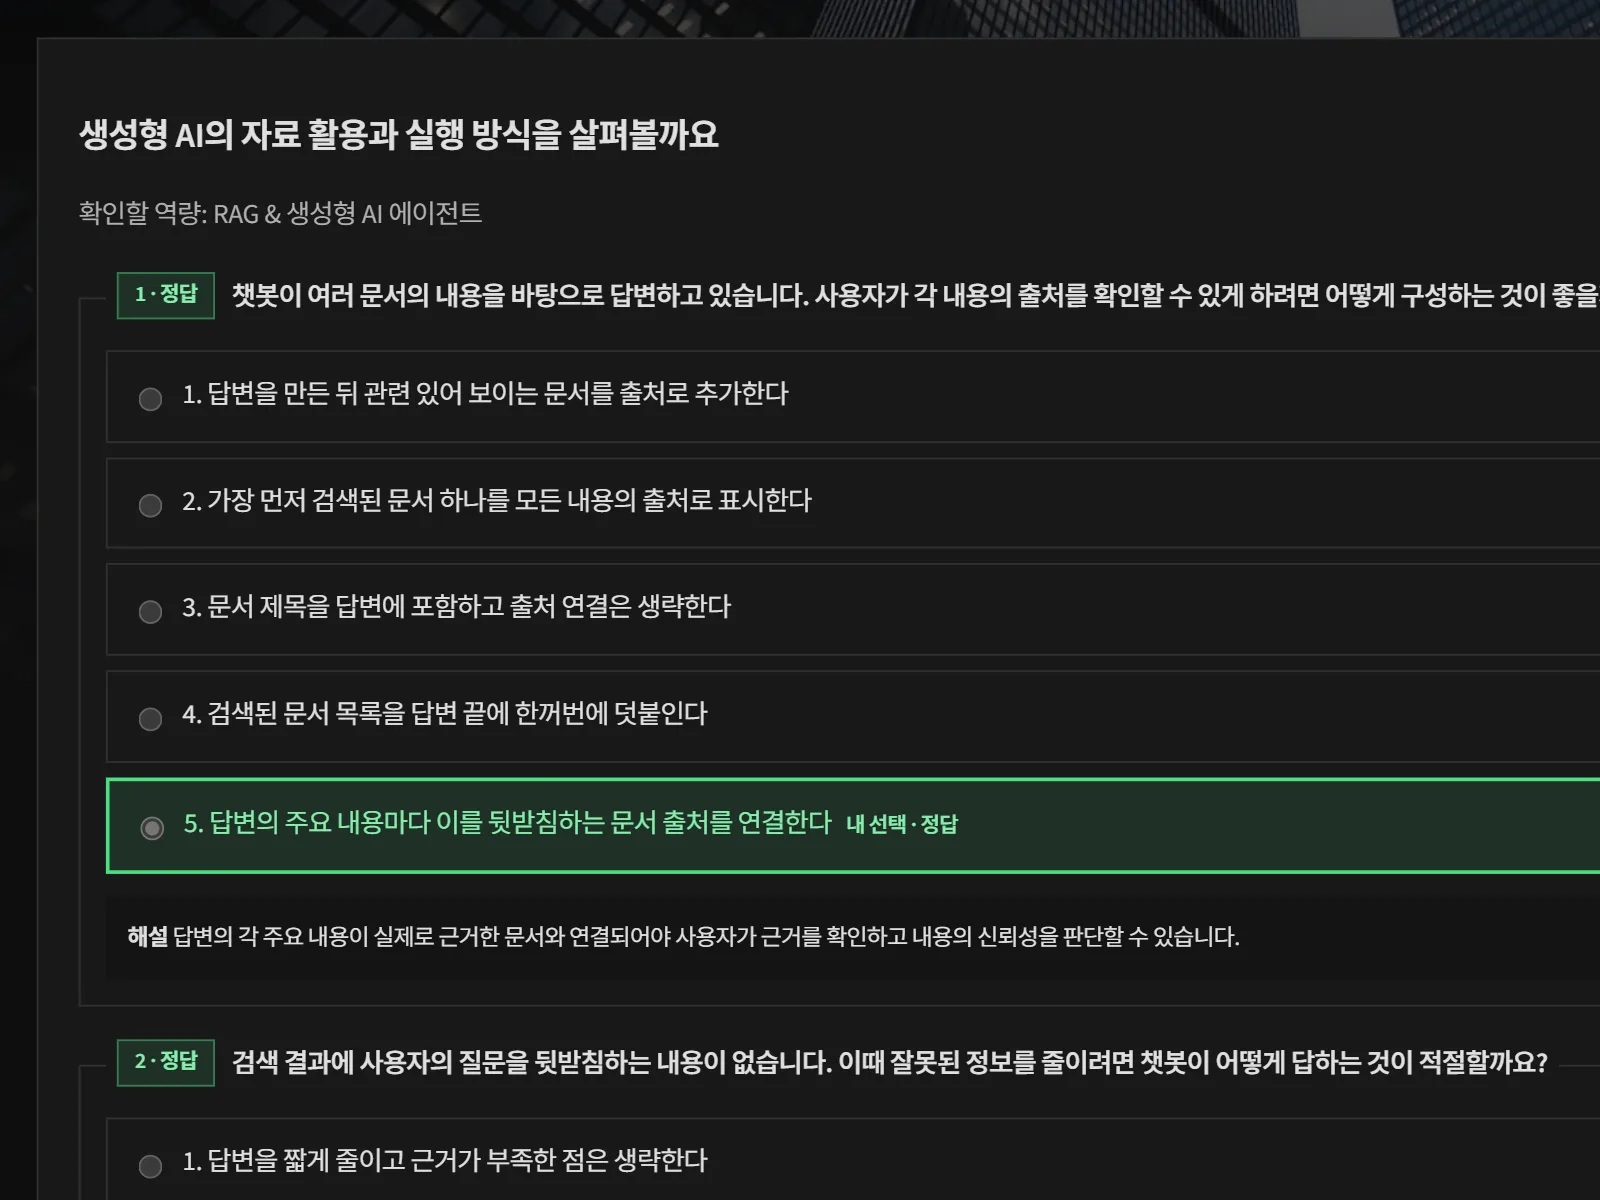 생성형 AI의 자료 활용과 실행 방식을 살펴볼까요
확인할 역량: RAG & 생성형 AI 에이전트
1 · 정답 챗봇이 여러 문서의 내용을 바탕으로 답변하고 있습니다. 사용자가 각 내용의 출처를 확인할 수 있게 하려면 어떻게 구성하는 것이 좋을
1. 답변을 만든 뒤 관련 있어 보이는 문서를 출처로 추가한다
2. 가장 먼저 검색된 문서 하나를 모든 내용의 출처로 표시한다
3. 문서 제목을 답변에 포함하고 출처 연결은 생략한다
4. 검색된 문서 목록을 답변 끝에 한꺼번에 덧붙인다
5. 답변의 주요 내용마다 이를 뒷받침하는 문서 출처를 연결한다 내 선택 · 정답
해설 답변의 각 주요 내용이 실제로 근거한 문서와 연결되어야 사용자가 근거를 확인하고 내용의 신뢰성을 판단할 수 있습니다.
2 · 정답 검색 결과에 사용자의 질문을 뒷받침하는 내용이 없습니다. 이때 잘못된 정보를 줄이려면 챗봇이 어떻게 답하는 것이 적절할까요?
1. 답변을 짧게 줄이고 근거가 부족한 점은 생략한다